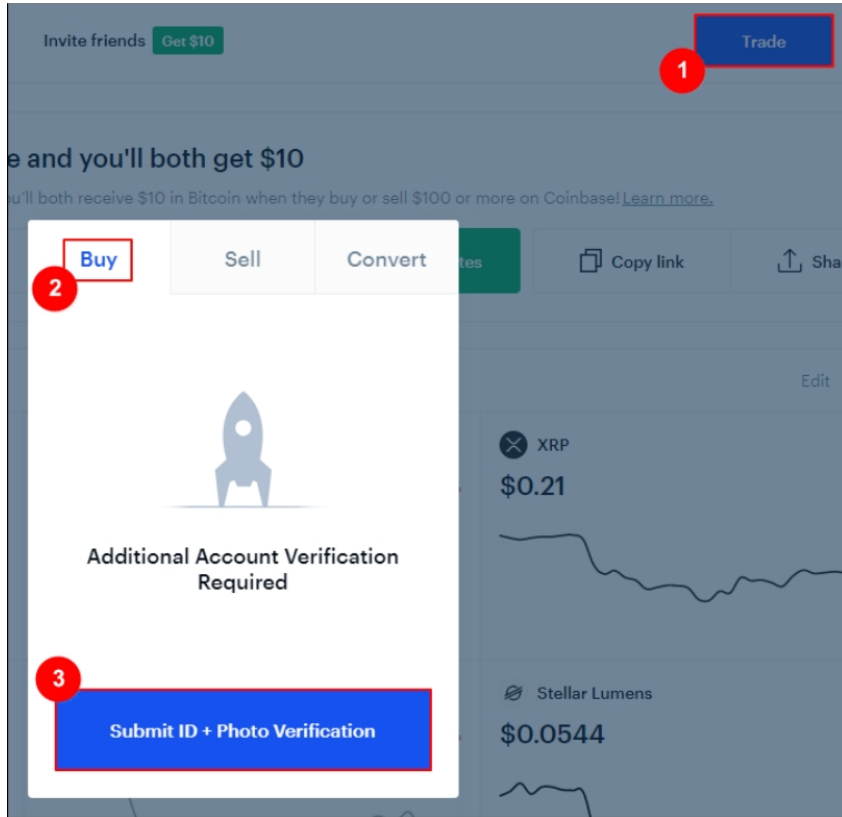 Invite friends Get $10
Trade
1
e and you'll both get $10
ou'll both receive $10 in Bitcoin when they buy or sell $100 or more on Coinbase! Learn more.
Buy
Sell
Convert
tes
Copy link
Sha
2
Edit
XRP
$0.21
Additional Account Verification
Required
3
Submit ID + Photo Verification
Stellar Lumens
$0.0544